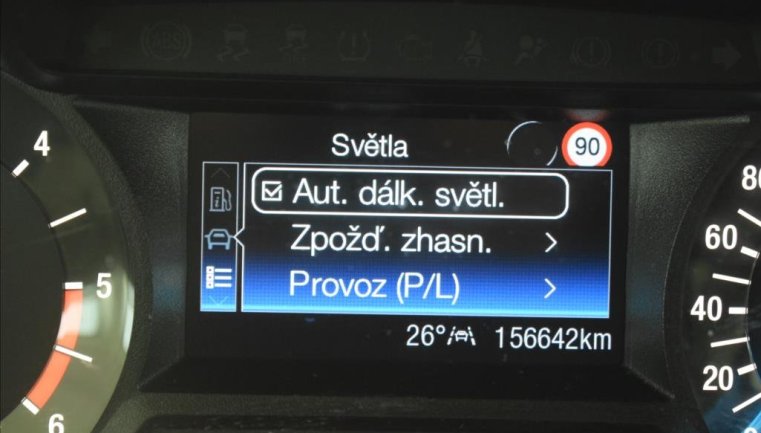 Světla
90
Aut. dálk. světl.
Zpožď. zhasn.
Provoz (P/L)
26° 156642km
4
5
6
80
60
40
20